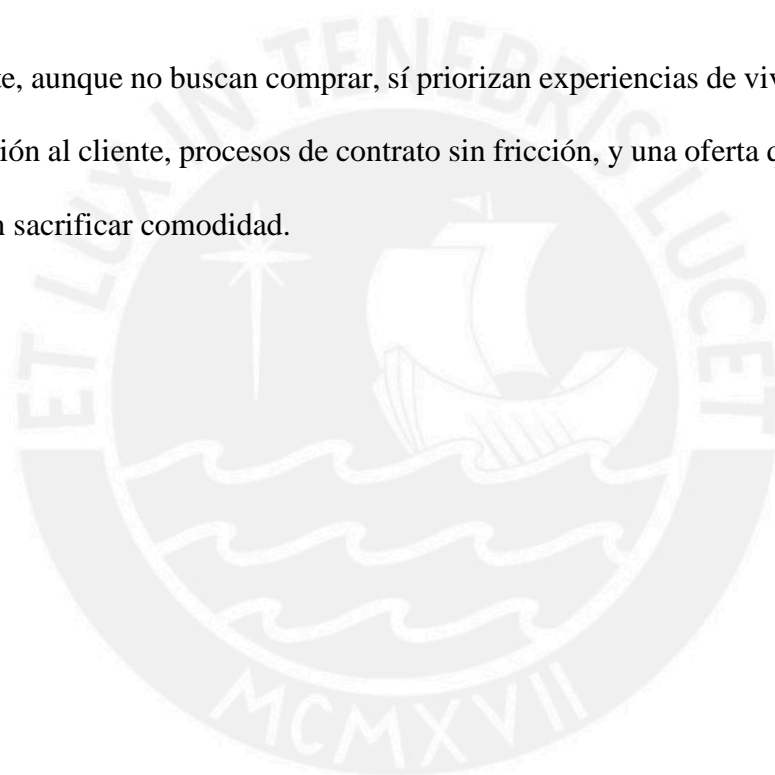 te, aunque no buscan comprar, sí priorizan experiencias de viv
ión al cliente, procesos de contrato sin fricción, y una oferta
sacrificar comodidad.
ET LUX IN TENEBRIS LUCET
MCMXVII